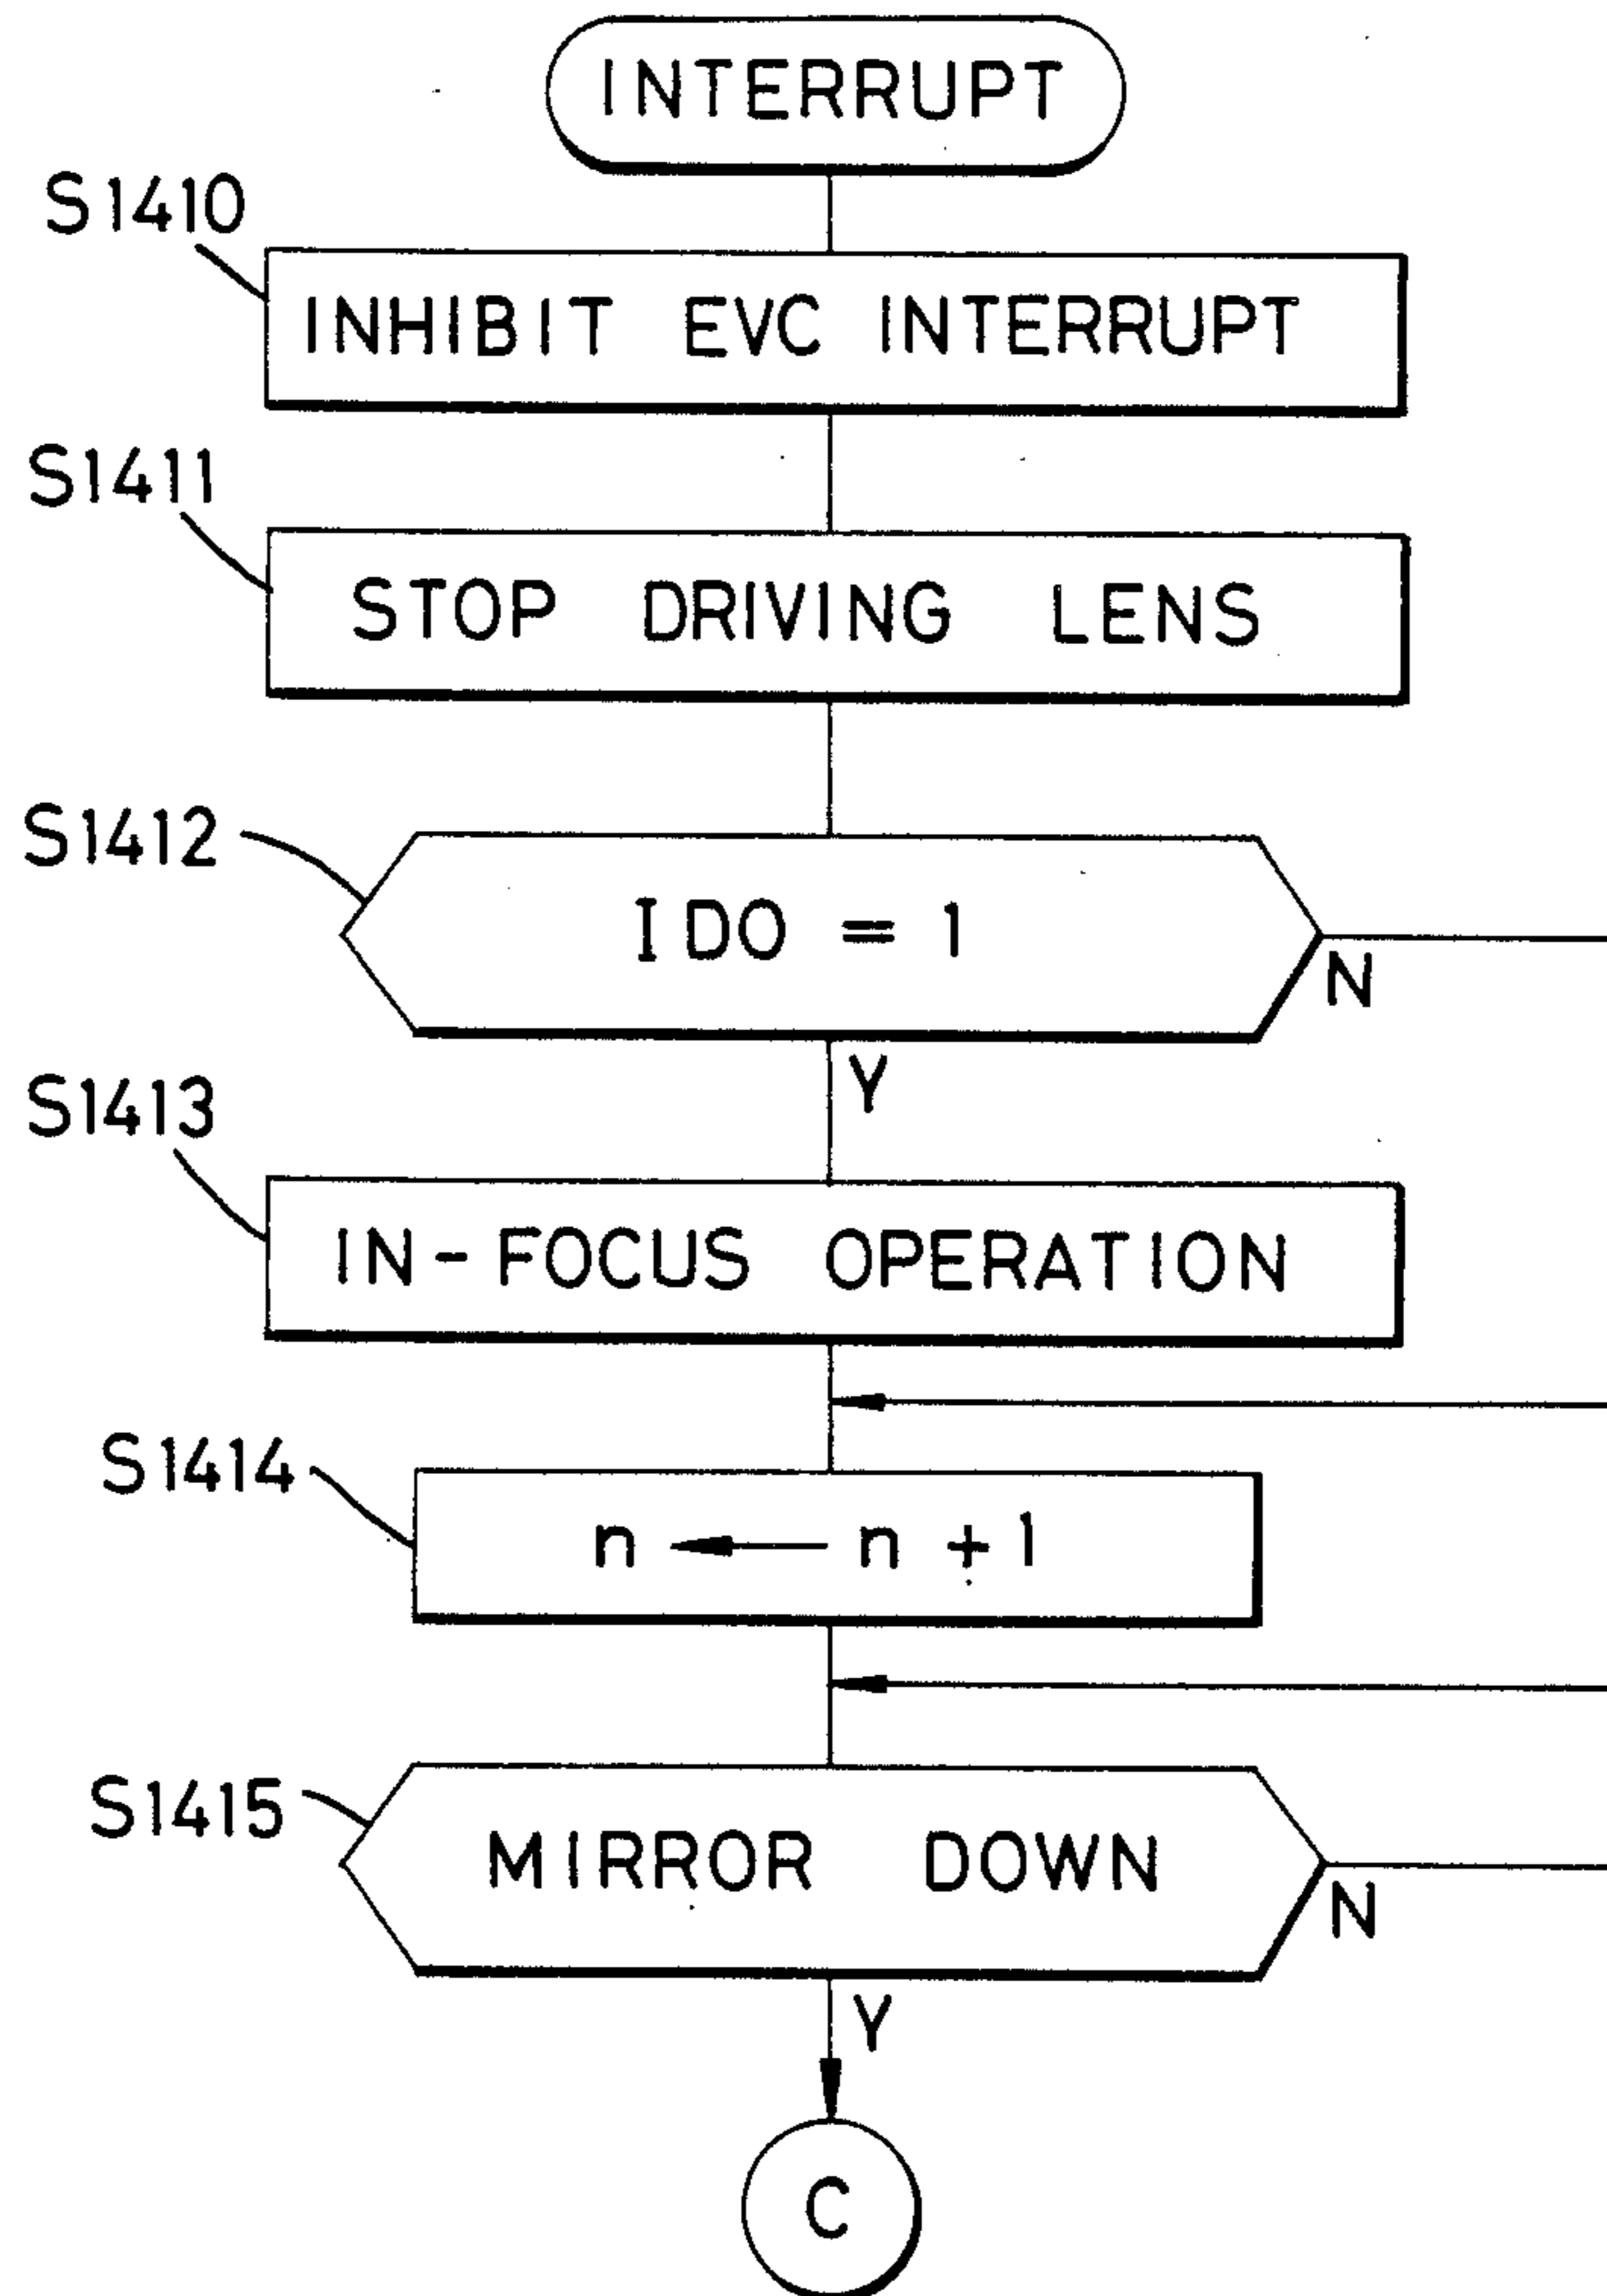 INTERRUPT
S1410
INHIBIT EVC INTERRUPT
S1411
STOP DRIVING LENS
S1412
IDO = 1
N
Y
S1413
IN-FOCUS OPERATION
S1414
n ← n + 1
S1415
MIRROR DOWN
N
Y
C